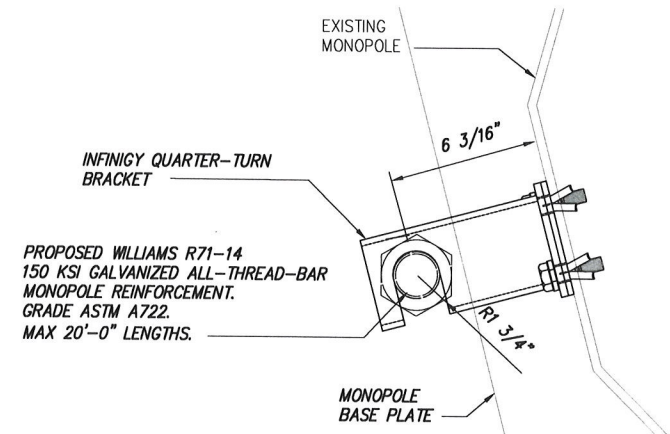 EXISTING
MONOPOLE
6 3/16"
INFINIGY QUARTER-TURN
BRACKET
PROPOSED WILLIAMS R71-14
150 KSI GALVANIZED ALL-THREAD-BAR
MONOPOLE REINFORCEMENT.
GRADE ASTM A722.
MAX 20'-0" LENGTHS.
R1 3/4"
MONOPOLE
BASE PLATE